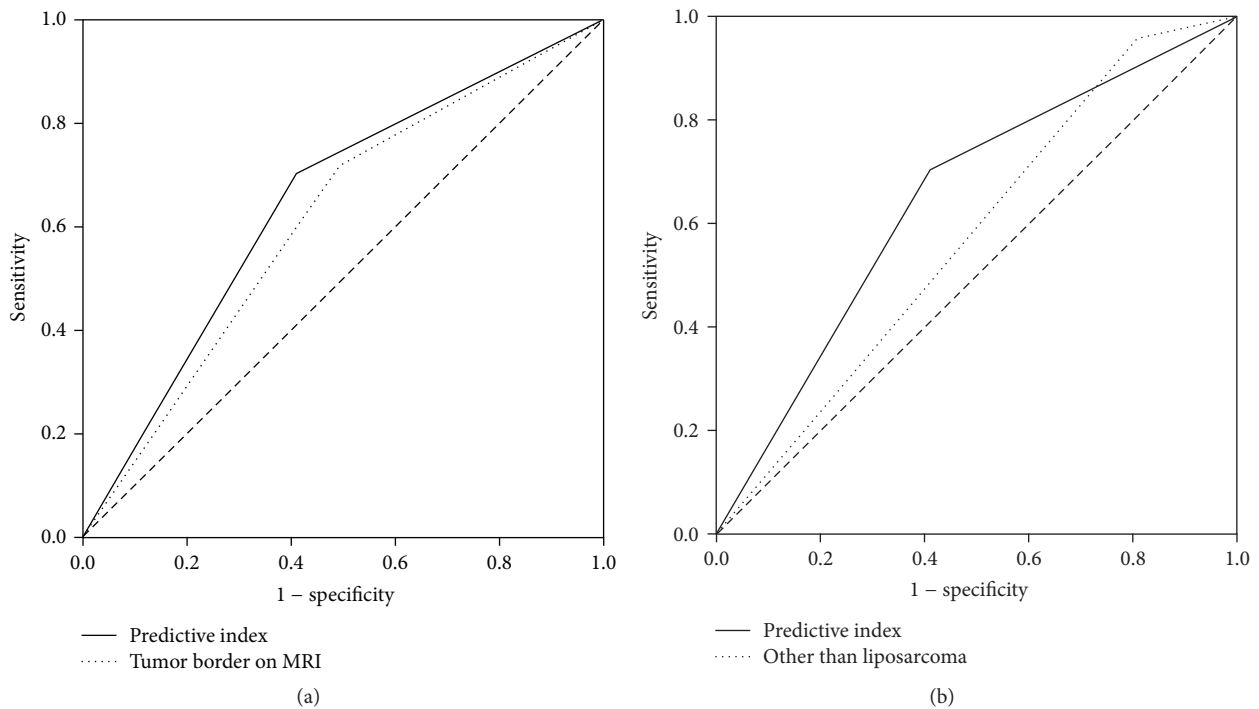 1.0
0.8
0.6
0.4
0.2
0.0
Sensitivity
0.0 0.2 0.4 0.6 0.8 1.0
1 − specificity
Predictive index
Tumor border on MRI
(a)
1.0
0.8
0.6
0.4
0.2
0.0
Sensitivity
0.0 0.2 0.4 0.6 0.8 1.0
1 − specificity
Predictive index
Other than liposarcoma
(b)